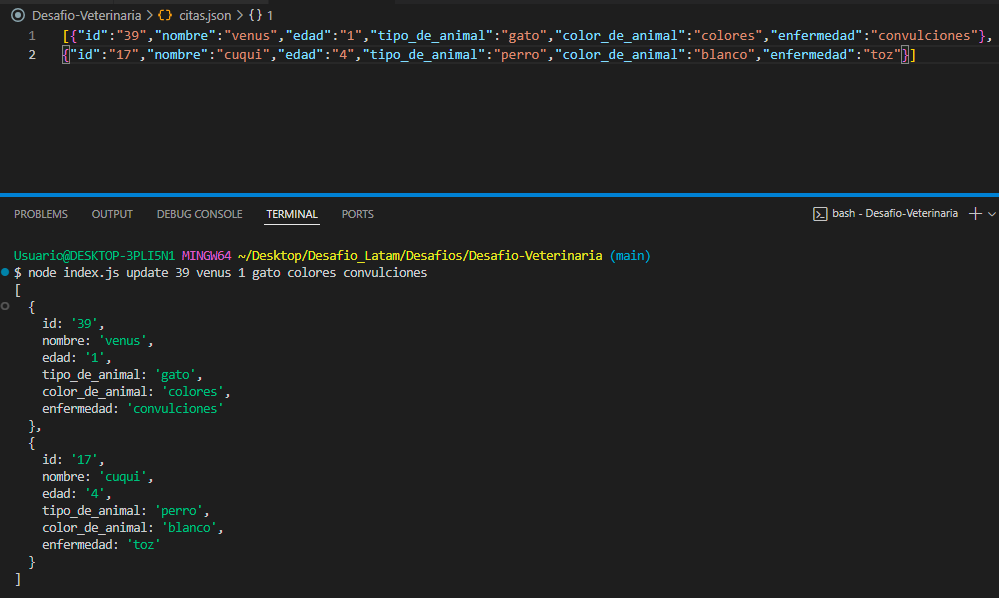 Desafio-Veterinaria > {} citas.json > {} 1
1 [{"id":"39","nombre":"venus","edad":"1","tipo_de_animal":"gato","color_de_animal":"colores","enfermedad":"convulciones"},
2 {"id":"17","nombre":"cuqui","edad":"4","tipo_de_animal":"perro","color_de_animal":"blanco","enfermedad":"toz"}]
PROBLEMS OUTPUT DEBUG CONSOLE TERMINAL PORTS bash - Desafio-Veterinaria
Usuario@DESKTOP-3PLI5N1 MINGW64 ~/Desktop/Desafio_Latam/Desafios/Desafio-Veterinaria (main)
$ node index.js update 39 venus 1 gato colores convulciones
[
  {
    id: '39',
    nombre: 'venus',
    edad: '1',
    tipo_de_animal: 'gato',
    color_de_animal: 'colores',
    enfermedad: 'convulciones'
  },
  {
    id: '17',
    nombre: 'cuqui',
    edad: '4',
    tipo_de_animal: 'perro',
    color_de_animal: 'blanco',
    enfermedad: 'toz'
  }
]